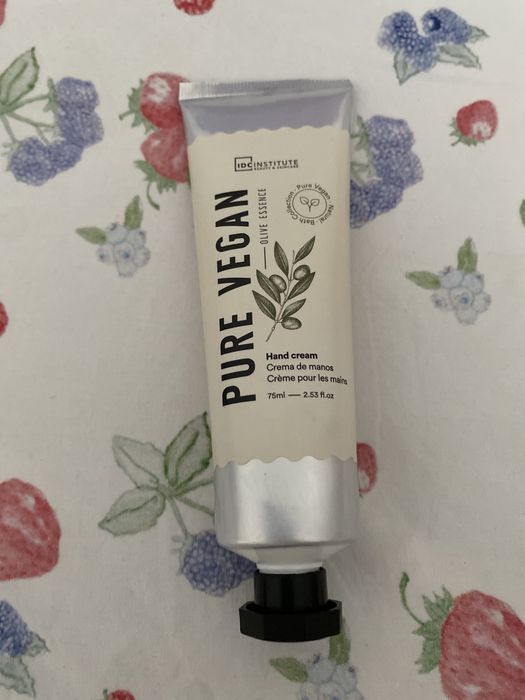 IDC INSTITUTE
BEAUTY & SKINCARE
PURE VEGAN
OLIVE ESSENCE
Pure Vegan · Natural · Bath Collection ·
Hand cream
Crema de manos
Crème pour les mains
75ml — 2.53 fl.oz